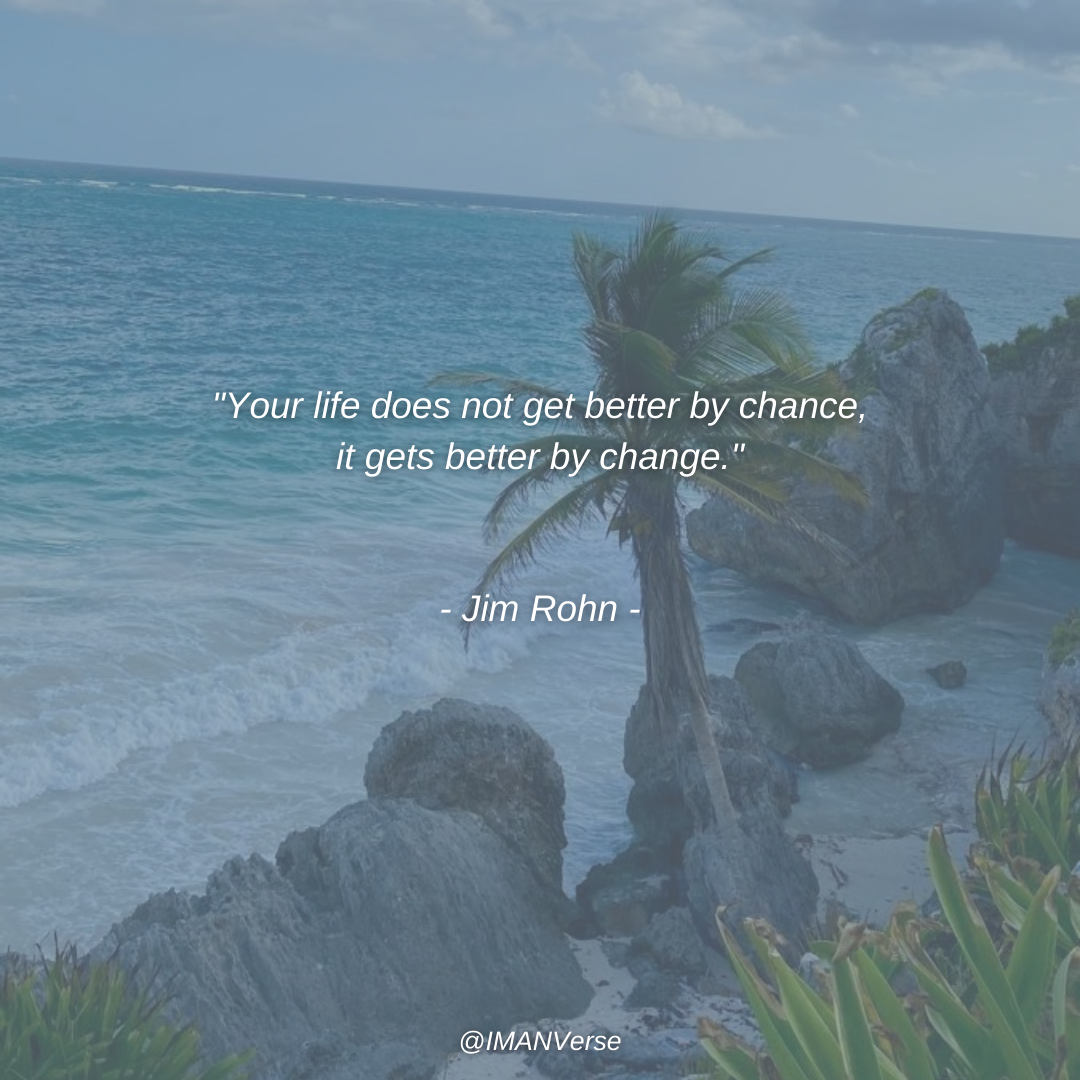 "Your life does not get better by chance,
it gets better by change."
- Jim Rohn -
@IMANVerse